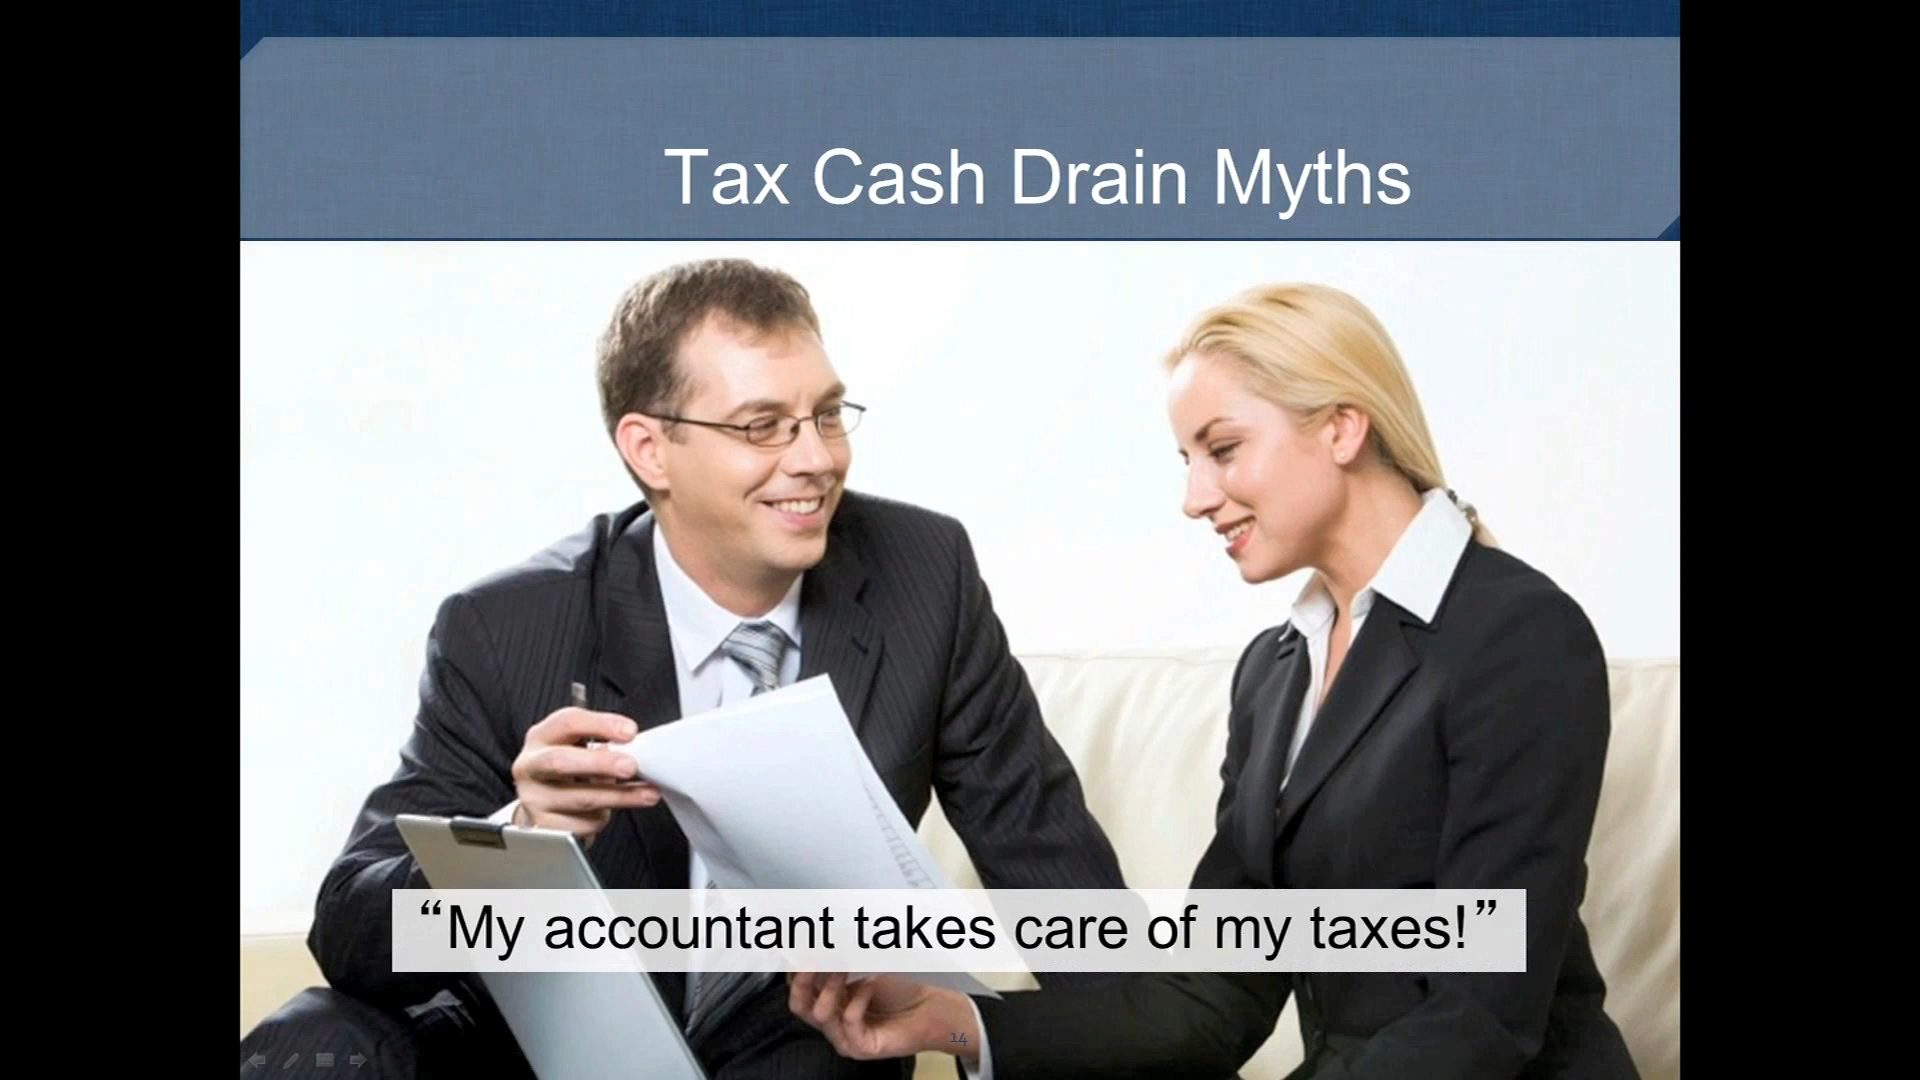 Tax Cash Drain Myths
“My accountant takes care of my taxes!”
14